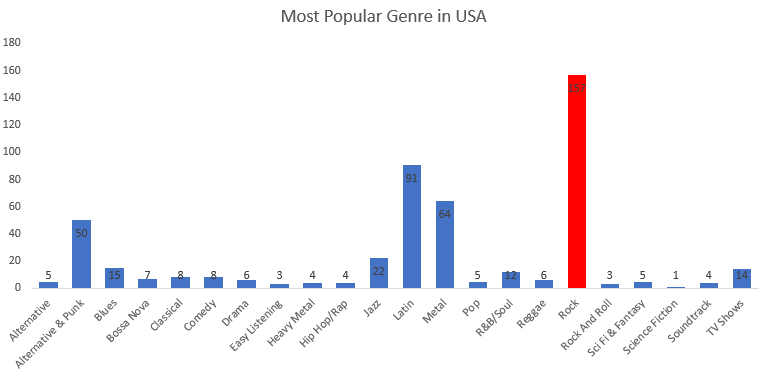 Most Popular Genre in USA
180
160
140
120
100
80
60
40
20
0
5
50
15
7
8
8
6
3
4
4
22
91
64
5
12
6
157
3
5
1
4
14
Alternative
Alternative & Punk
Blues
Bossa Nova
Classical
Comedy
Drama
Easy Listening
Heavy Metal
Hip Hop/Rap
Jazz
Latin
Metal
Pop
R&B/Soul
Reggae
Rock
Rock And Roll
Sci Fi & Fantasy
Science Fiction
Soundtrack
TV Shows